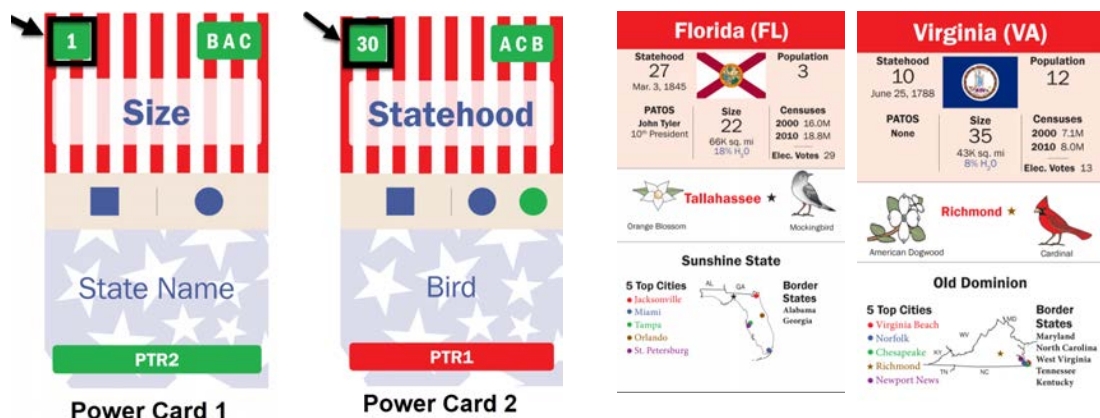 1
B A C
Size
State Name
PTR2
Power Card 1
30
A C B
Statehood
Bird
PTR1
Power Card 2
Florida (FL)
Statehood
27
Mar. 3, 1845
Population
3
PATOS
John Tyler
10th President
Size
22
66K sq. mi
18% H2O
Censuses
2000 16.0M
2010 18.8M
Elec. Votes 29
Orange Blossom
Tallahassee
Mockingbird
Sunshine State
5 Top Cities
Jacksonville
Miami
Tampa
Orlando
St. Petersburg
AL
GA
Border
States
Alabama
Georgia
Virginia (VA)
Statehood
10
June 25, 1788
Population
12
PATOS
None
Size
35
43K sq. mi
8% H2O
Censuses
2000 7.1M
2010 8.0M
Elec. Votes 13
American Dogwood
Richmond
Cardinal
Old Dominion
5 Top Cities
Virginia Beach
Norfolk
Chesapeake
Richmond
Newport News
MD
WV
KY
TN
NC
Border
States
Maryland
North Carolina
West Virginia
Tennessee
Kentucky